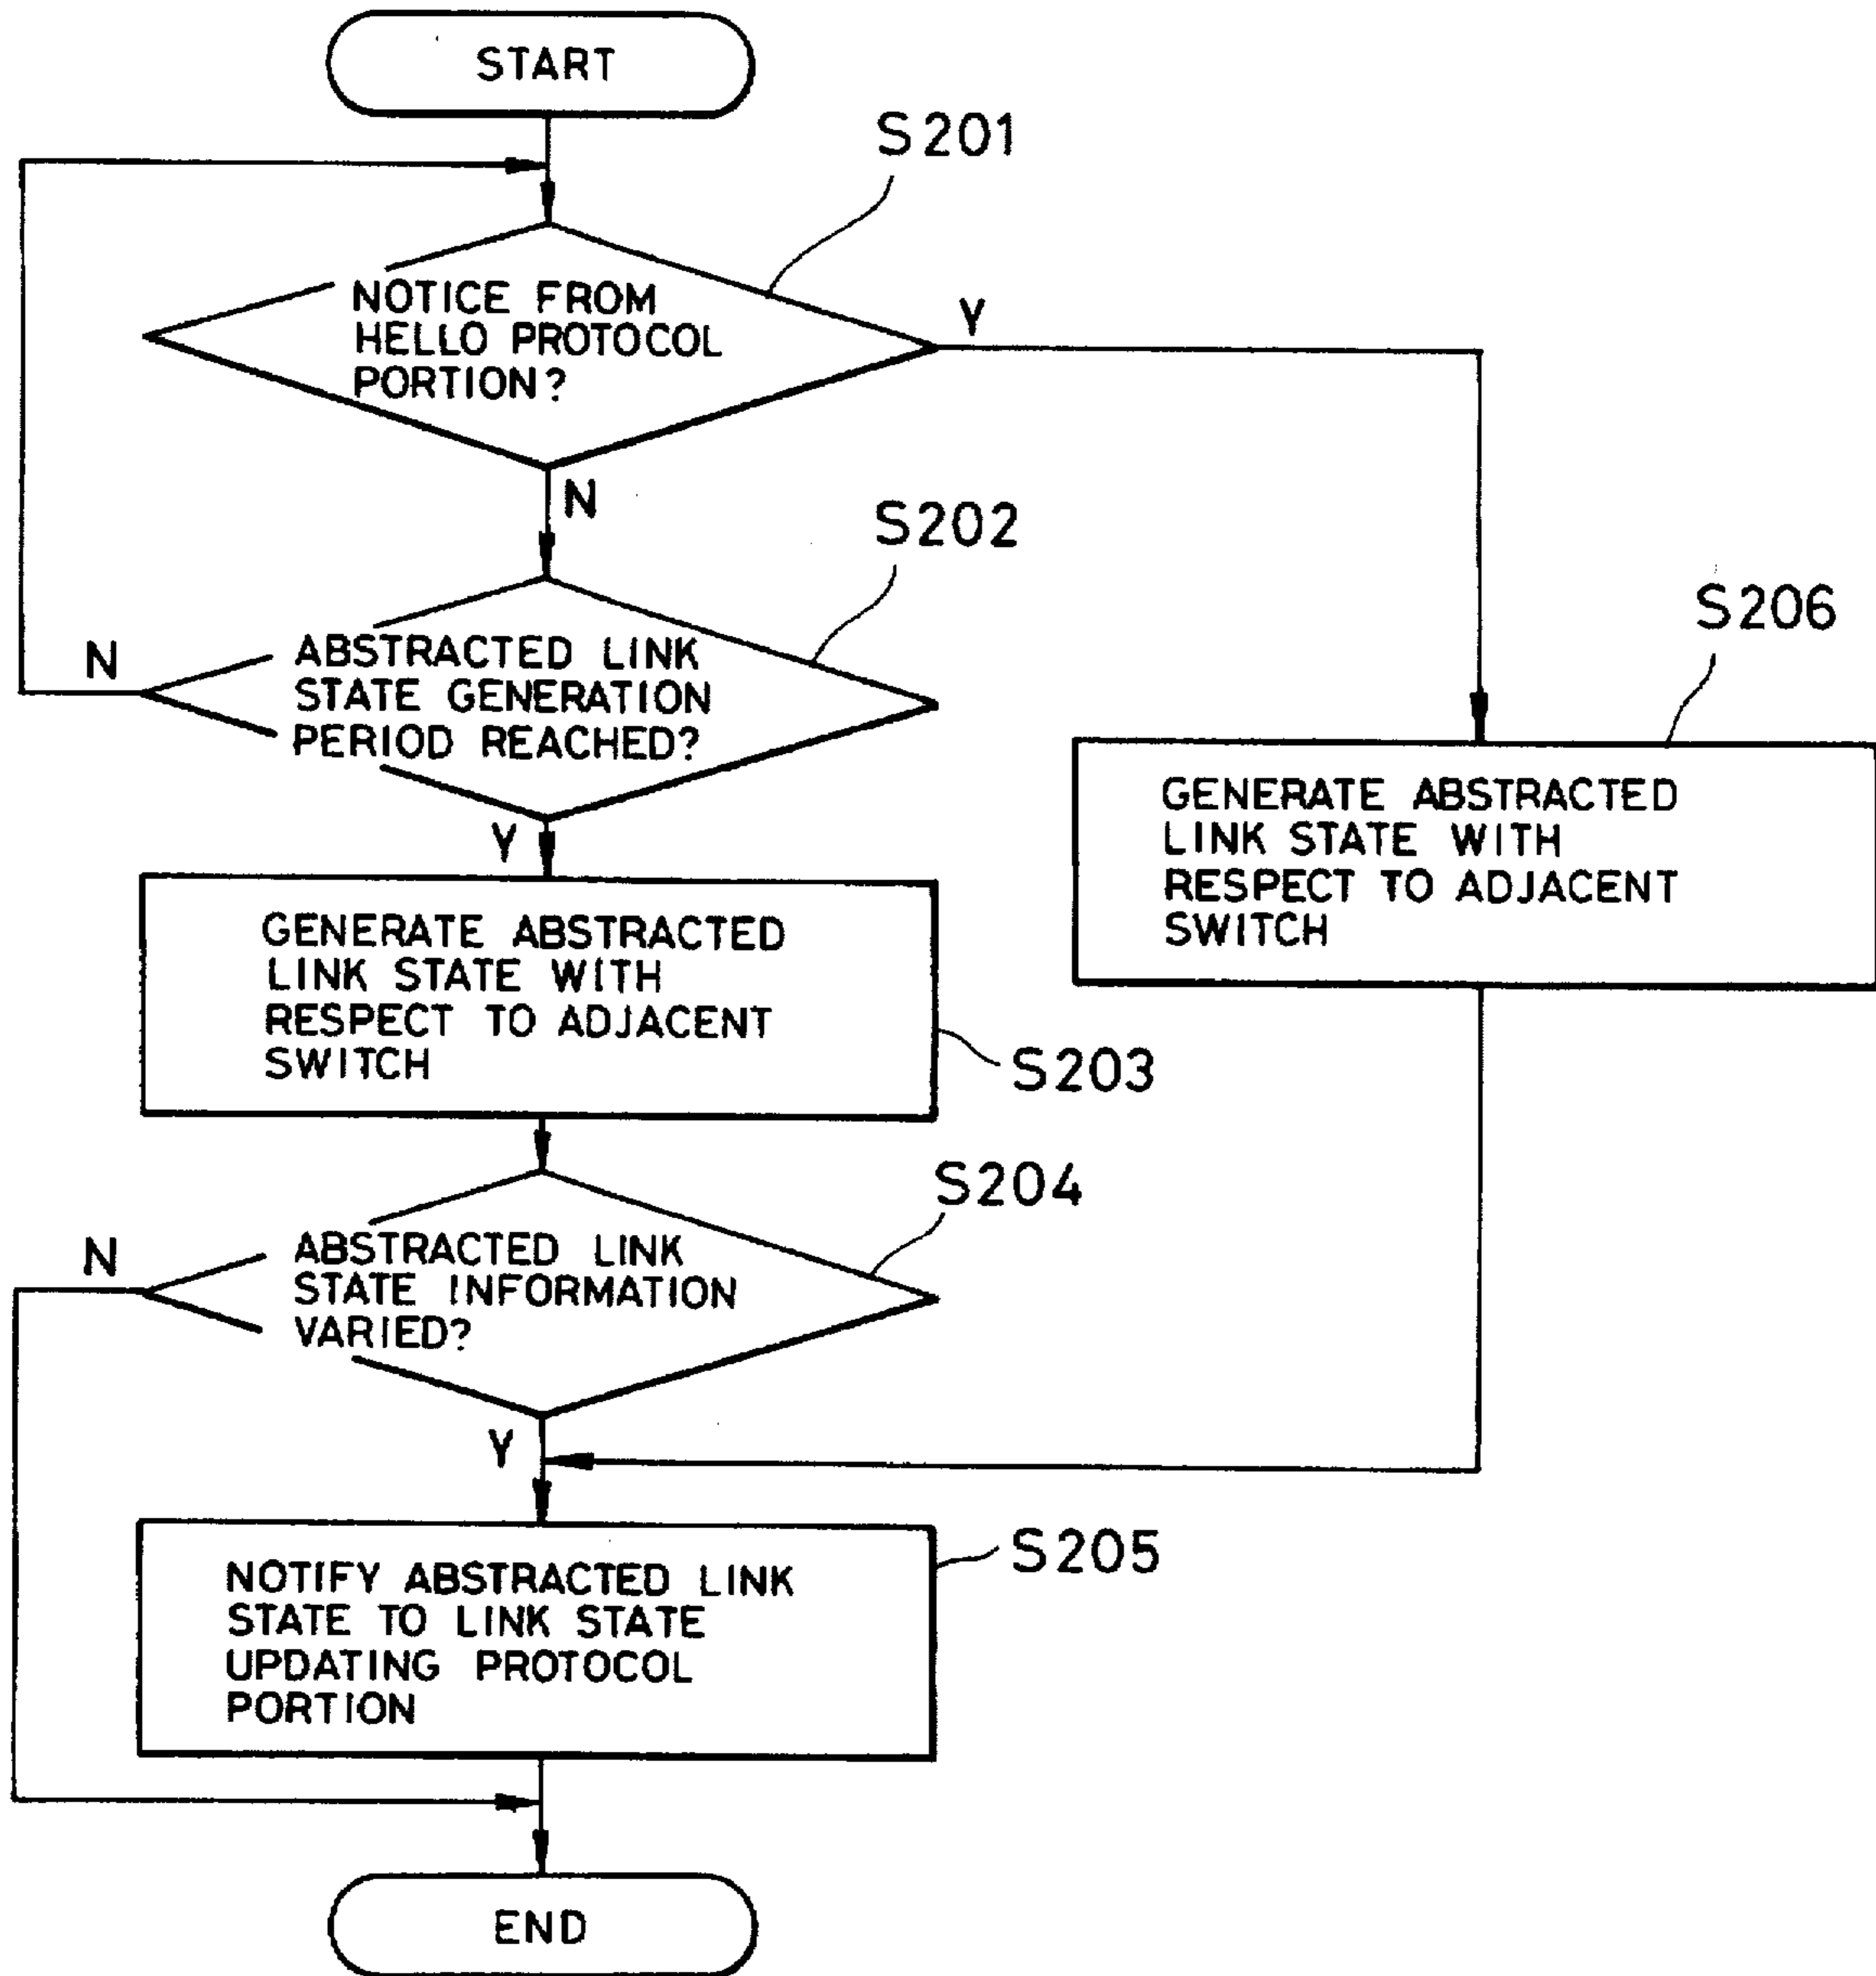 START
S201
NOTICE FROM
HELLO PROTOCOL
PORTION?
Y
N
S202
ABSTRACTED LINK
STATE GENERATION
PERIOD REACHED?
N
Y
S206
GENERATE ABSTRACTED
LINK STATE WITH
RESPECT TO ADJACENT
SWITCH
GENERATE ABSTRACTED
LINK STATE WITH
RESPECT TO ADJACENT
SWITCH
S203
S204
ABSTRACTED LINK
STATE INFORMATION
VARIED?
N
Y
S205
NOTIFY ABSTRACTED LINK
STATE TO LINK STATE
UPDATING PROTOCOL
PORTION
END